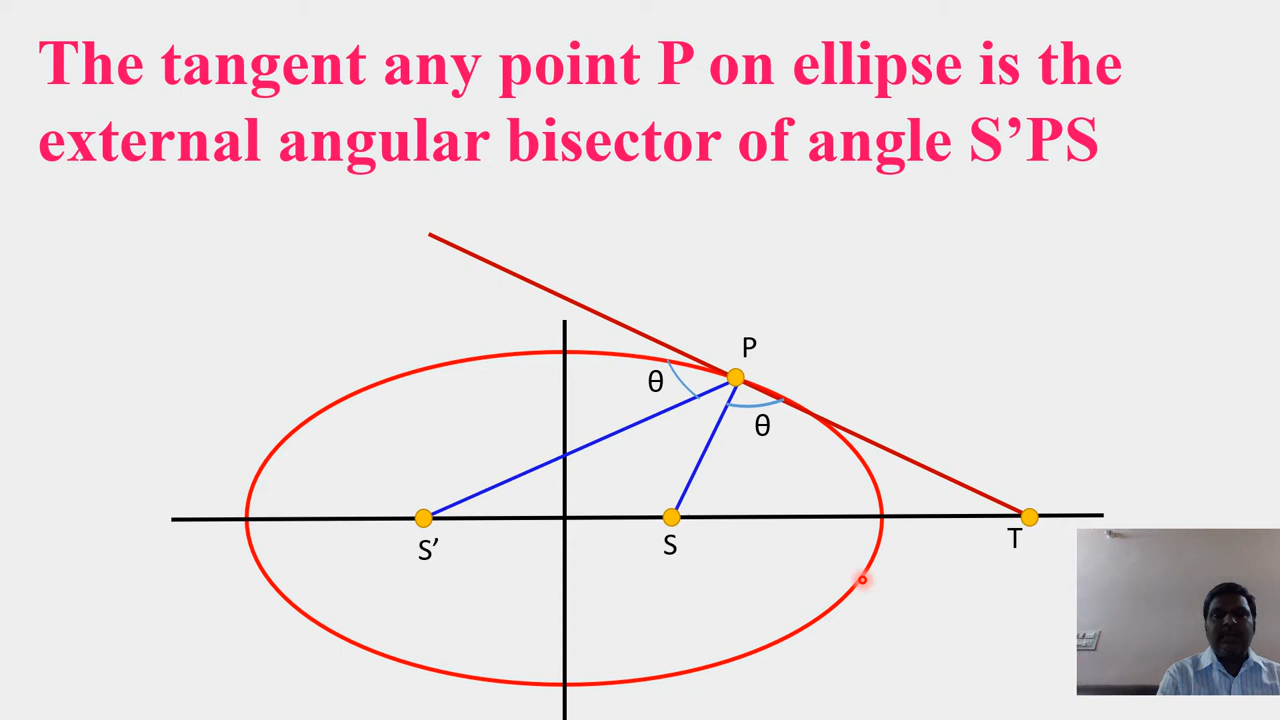 The tangent any point P on ellipse is the
external angular bisector of angle S’PS
P
θ
θ
S’
S
T